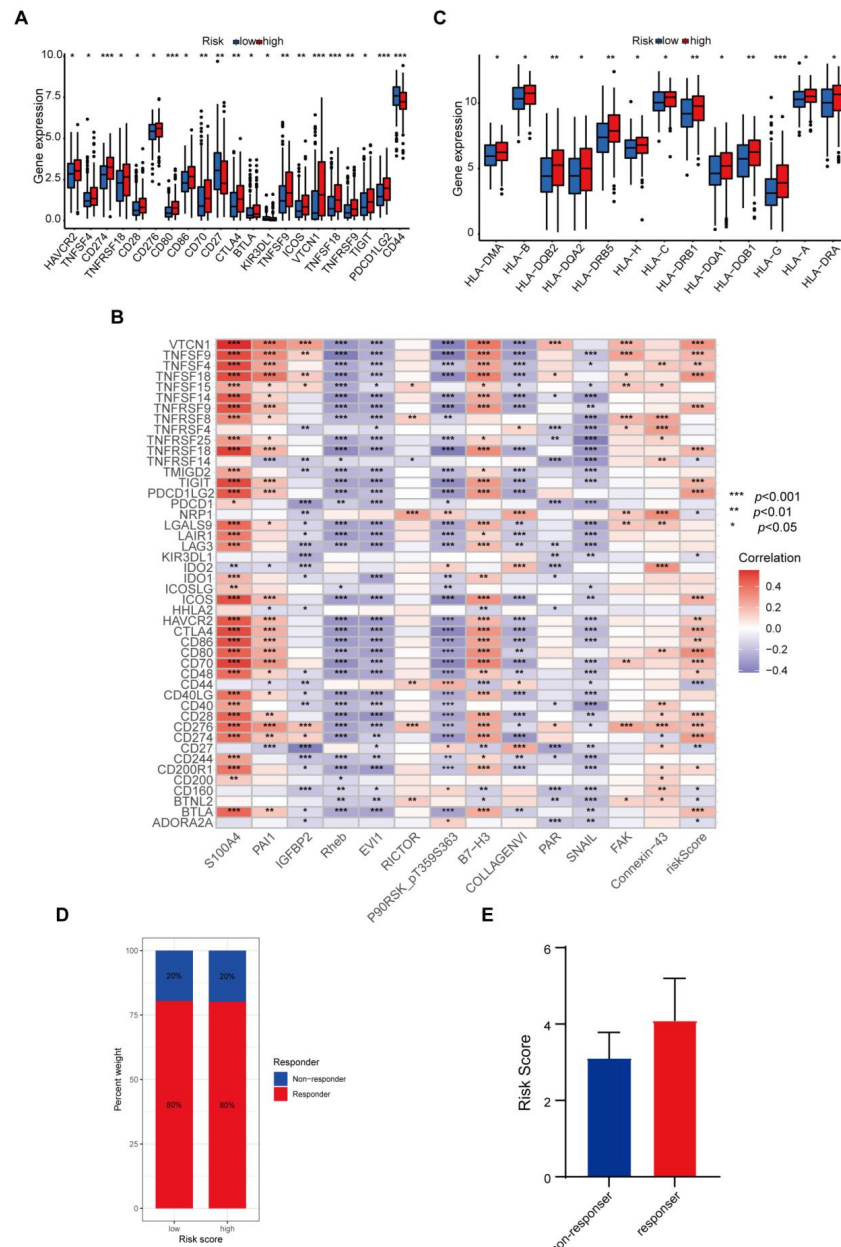 A
Risk low high
* * *** * * * *** ** ** ** ** * * ** ** *** *** ** * *** ***
Gene expression
10.0
7.5
5.0
2.5
0.0
HAVCR2
TNFSF4
CD274
TNFRSF18
CD28
CD276
CD80
CD86
CD70
CD27
CTLA4
BTLA
KIR3DL1
TNFSF9
ICOS
VTCN1
TNFSF18
TNFRSF9
TIGIT
PDCD1LG2
CD44
C
Risk low high
* * ** * ** * * ** * ** *** * *
Gene expression
10
5
0
HLA-DMA
HLA-B
HLA-DQB2
HLA-DQA2
HLA-DRB5
HLA-H
HLA-C
HLA-DRB1
HLA-DQA1
HLA-DQB1
HLA-G
HLA-A
HLA-DRA
B
VTCN1
TNFSF9
TNFSF4
TNFSF18
TNFSF15
TNFSF14
TNFRSF9
TNFRSF8
TNFRSF4
TNFRSF25
TNFRSF18
TNFRSF14
TMIGD2
TIGIT
PDCD1LG2
PDCD1
NRP1
LGALS9
LAIR1
LAG3
KIR3DL1
IDO2
IDO1
ICOSLG
ICOS
HHLA2
HAVCR2
CTLA4
CD86
CD80
CD70
CD48
CD44
CD40LG
CD40
CD28
CD276
CD274
CD27
CD244
CD200R1
CD200
CD160
BTNL2
BTLA
ADORA2A
S100A4
PAI1
IGFBP2
Rheb
EVI1
RICTOR
P90RSK_pT359S363
B7-H3
COLLAGENVI
PAR
SNAIL
FAK
Connexin-43
riskScore
*** p<0.001
** p<0.01
* p<0.05
Correlation
0.4
0.2
0.0
-0.2
-0.4
D
Percent weight
100
75
50
25
0
20%
20%
80%
80%
low
high
Risk score
Responder
Non-responder
Responder
E
Risk Score
6
4
2
0
non-responser
responser